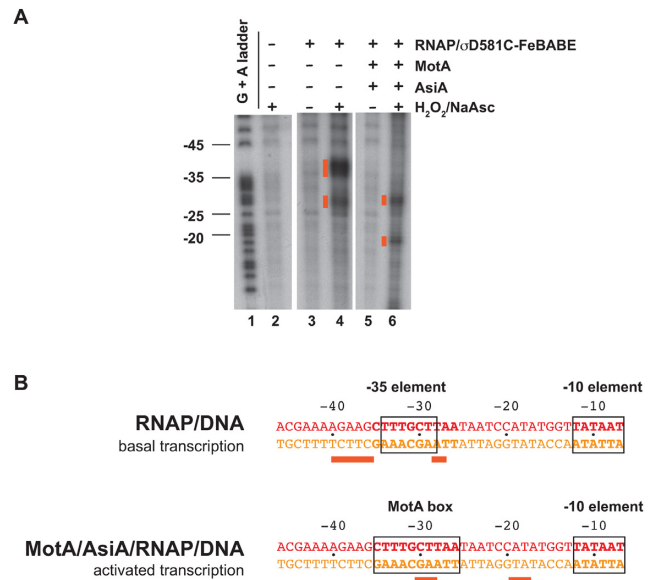 A
G + A ladder
– + + + + RNAP/σD581C-FeBABE
– – – + + MotA
– – – + + AsiA
+ – + – + H2O2/NaAsc
-45
-35
-25
-20
1 2 3 4 5 6
B
-35 element -10 element
-40 -30 -20 -10
RNAP/DNA
basal transcription
ACGAAAAGAAGCTTTGCTTAATAATCCATATGGTTATAAT
TGCTTTTCTTCGAAACGAATTATTAGGTATACCAATATTA
MotA box -10 element
-40 -30 -20 -10
MotA/AsiA/RNAP/DNA
activated transcription
ACGAAAAGAAGCTTTGCTTAATAATCCATATGGTTATAAT
TGCTTTTCTTCGAAACGAATTATTAGGTATACCAATATTA